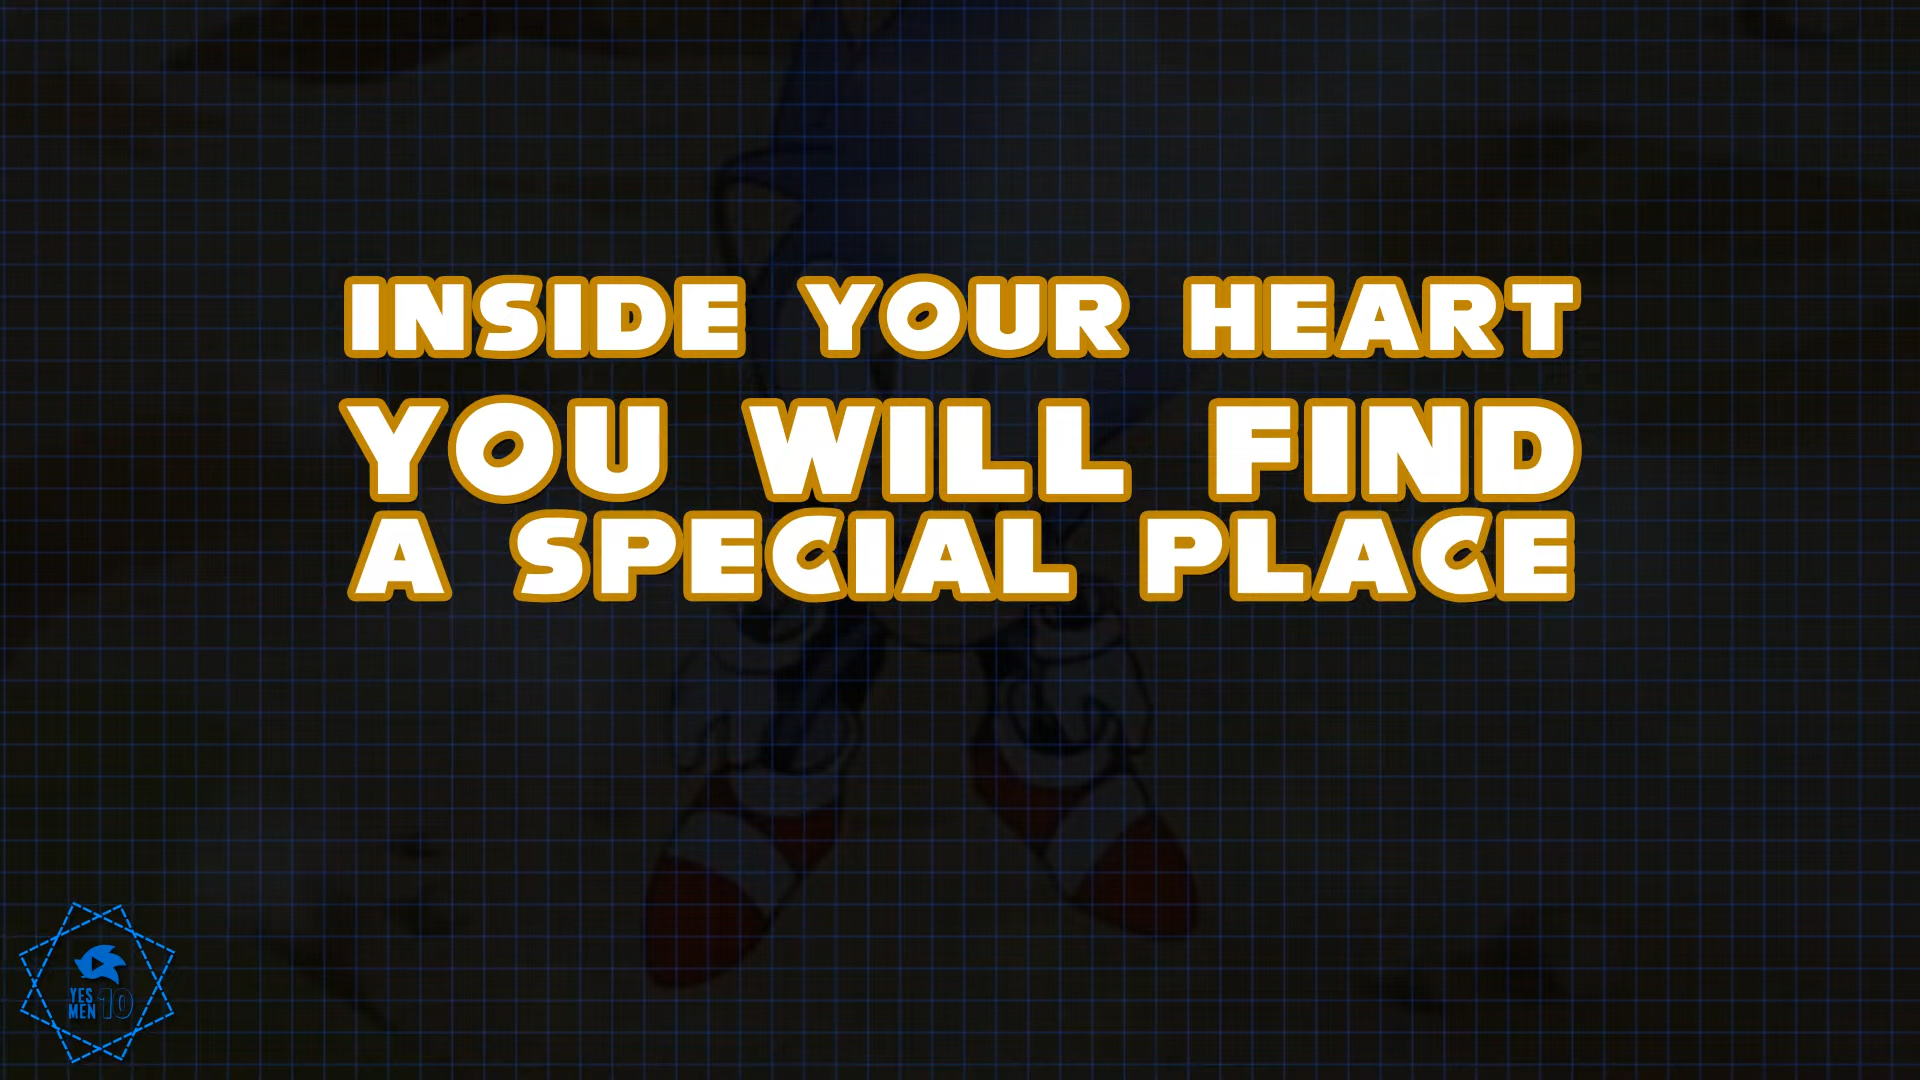 INSIDE YOUR HEART
YOU WILL FIND
A SPECIAL PLACE
YES
MEN 10